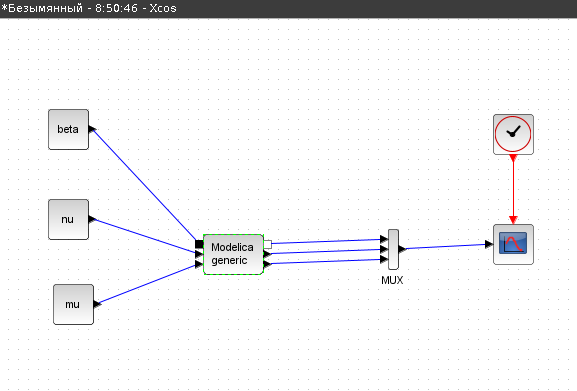 *Безымянный - 8:50:46 - Xcos
beta
nu
Modelica
generic
MUX
mu